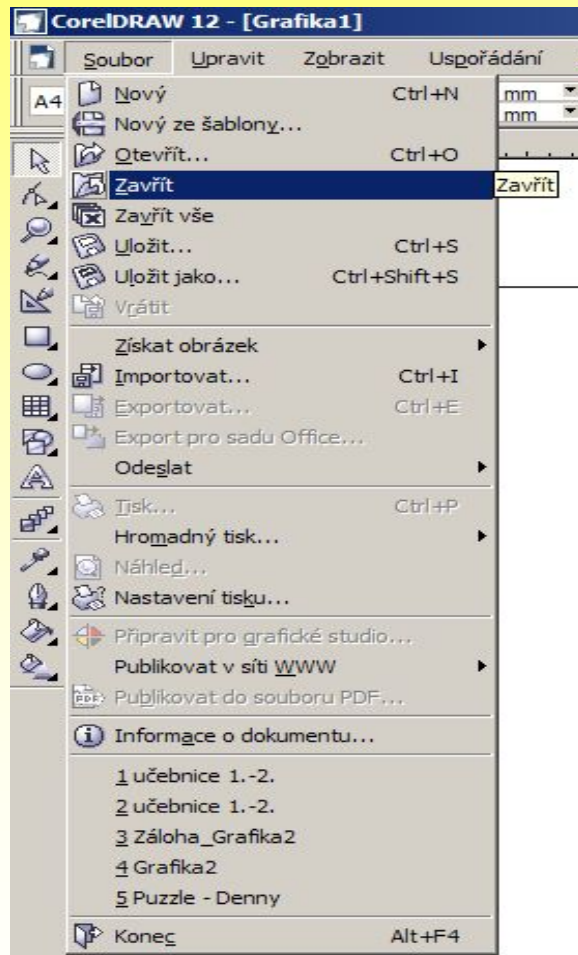 CorelDRAW 12 - [Grafika1]
Soubor Upravit Zobrazit Uspořádání
A4
mm
mm
Nový Ctrl+N
Nový ze šablony...
Otevřít... Ctrl+O
Zavřít
Zavřít
Zavřít vše
Uložit... Ctrl+S
Uložit jako... Ctrl+Shift+S
Vrátit
Získat obrázek
Importovat... Ctrl+I
Exportovat... Ctrl+E
Export pro sadu Office...
Odeslat
Tisk... Ctrl+P
Hromadný tisk...
Náhled...
Nastavení tisku...
Připravit pro grafické studio...
Publikovat v síti WWW
Publikovat do souboru PDF...
Informace o dokumentu...
1 učebnice 1.-2.
2 učebnice 1.-2.
3 Záloha_Grafika2
4 Grafika2
5 Puzzle - Denny
Konec Alt+F4